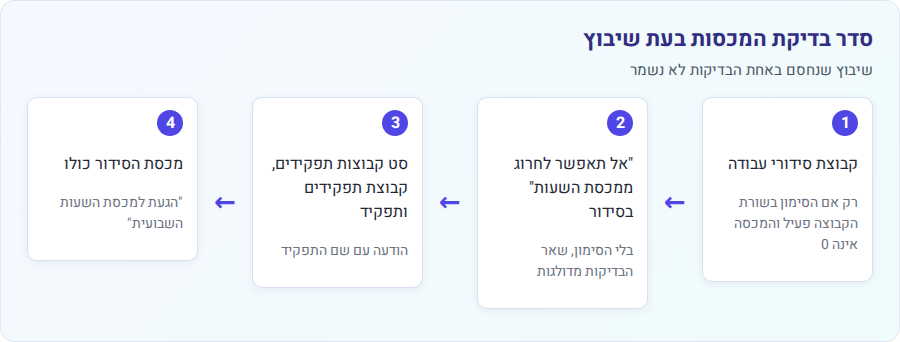 סדר בדיקת המכסות בעת שיבוץ
שיבוץ שנחסם באחת הבדיקות לא נשמר
1
קבוצת סידורי עבודה
רק אם הסימון בשורת
הקבוצה פעיל והמכסה
אינה 0
←
2
"אל תאפשר לחרוג
ממכסת השעות"
בסידור
בלי הסימון, שאר
הבדיקות מדולגות
←
3
סט קבוצות תפקידים,
קבוצת תפקידים
ותפקיד
הודעה עם שם התפקיד
←
4
מכסת הסידור כולו
"הגעת למכסת השעות
השבועית"